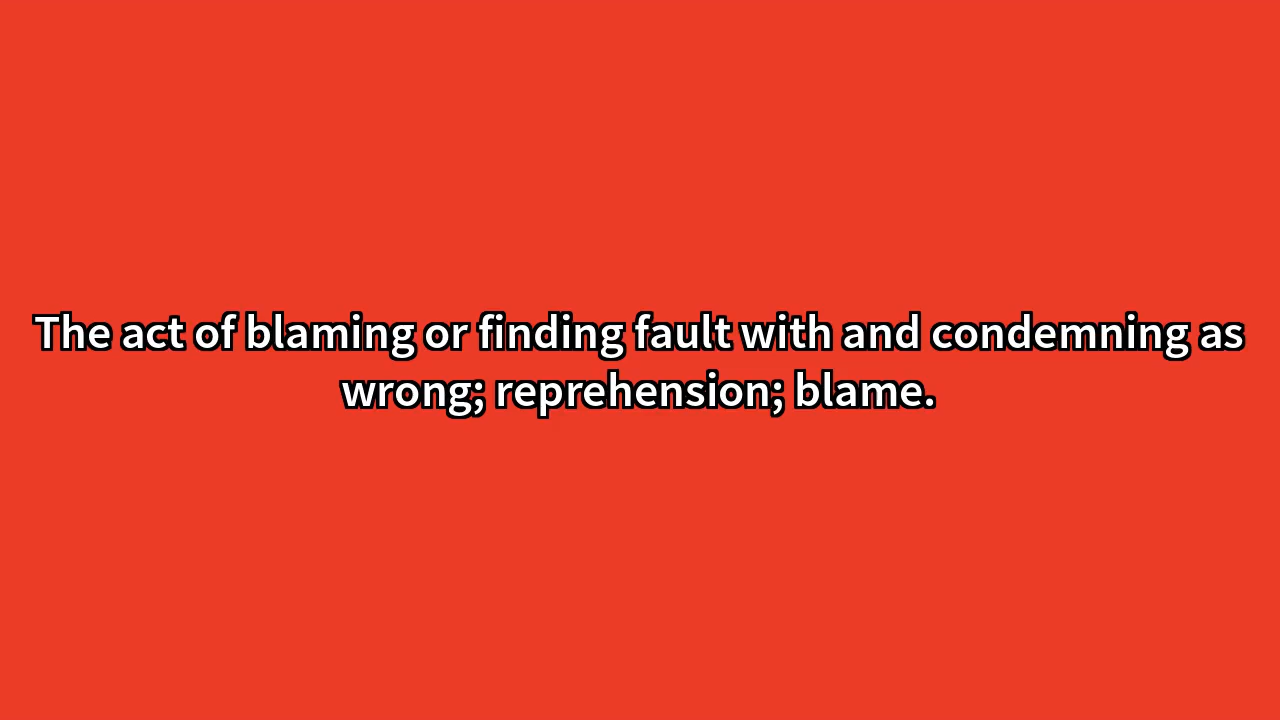 The act of blaming or finding fault with and condemning as
wrong; reprehension; blame.